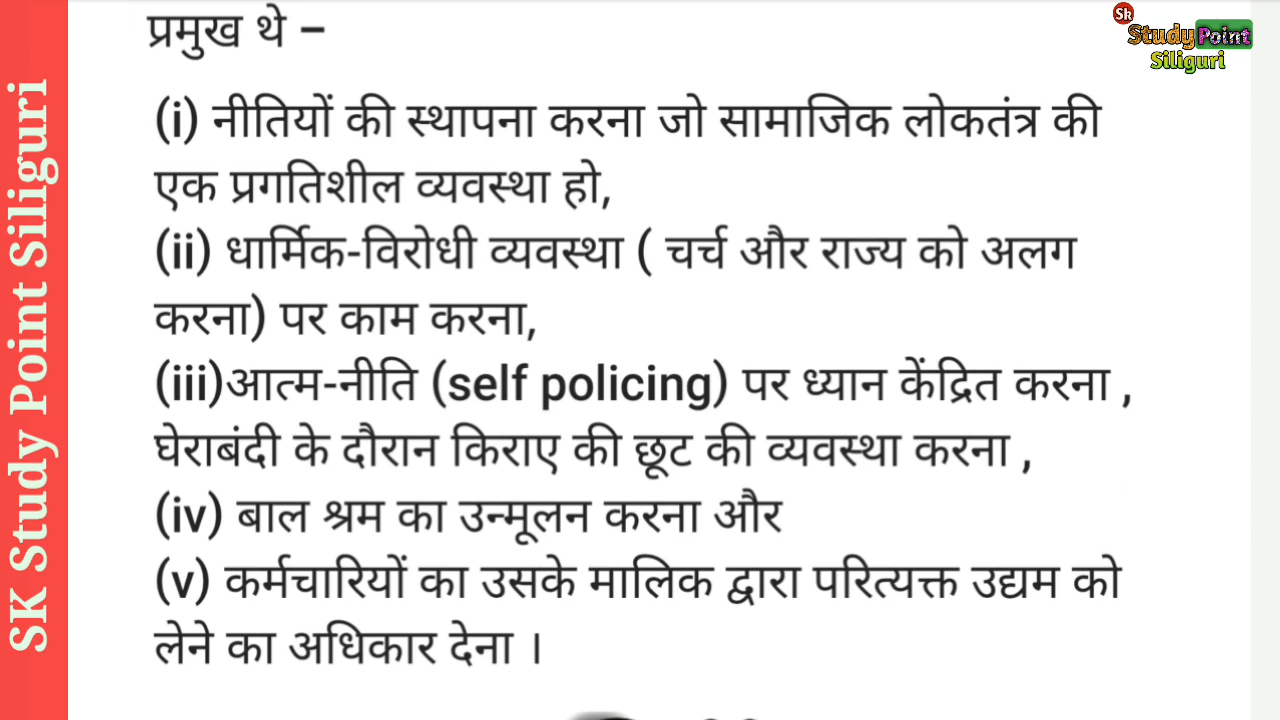 प्रमुख थे –
Sk
Study Point
Siliguri
(i) नीतियों की स्थापना करना जो सामाजिक लोकतंत्र की
एक प्रगतिशील व्यवस्था हो,
(ii) धार्मिक-विरोधी व्यवस्था ( चर्च और राज्य को अलग
करना) पर काम करना,
(iii)आत्म-नीति (self policing) पर ध्यान केंद्रित करना ,
घेराबंदी के दौरान किराए की छूट की व्यवस्था करना ,
(iv) बाल श्रम का उन्मूलन करना और
(v) कर्मचारियों का उसके मालिक द्वारा परित्यक्त उद्यम को
लेने का अधिकार देना ।
SK Study Point Siliguri